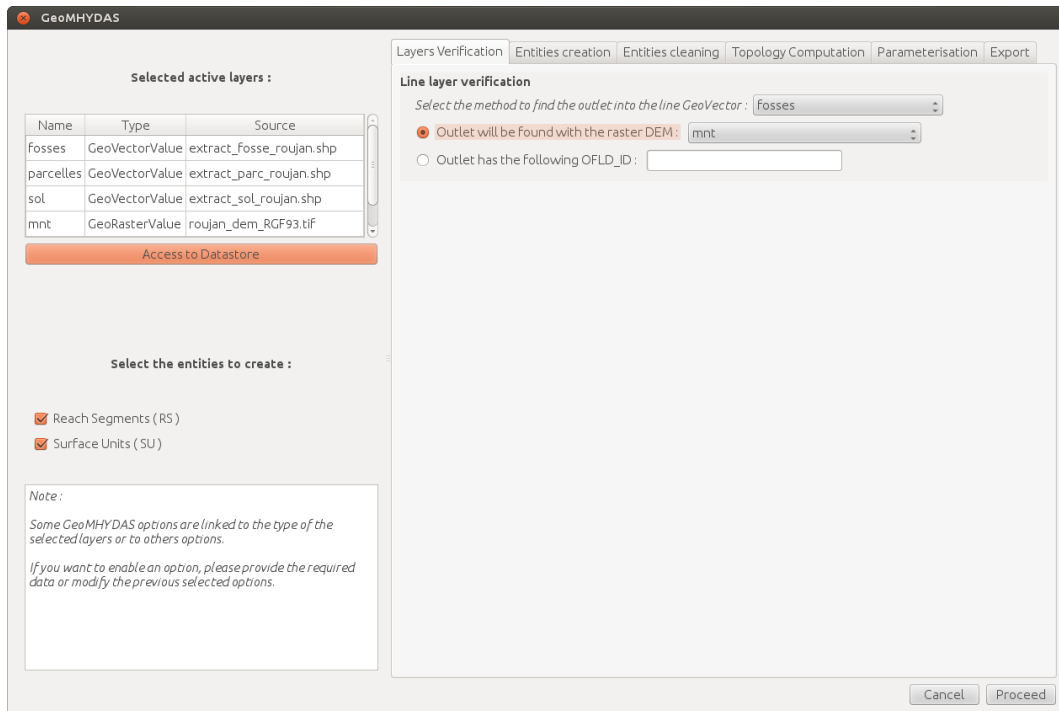 GeoMHYDAS
Selected active layers :
Name Type Source
fosses GeoVectorValue extract_fosse_roujan.shp
parcelles GeoVectorValue extract_parc_roujan.shp
sol GeoVectorValue extract_sol_roujan.shp
mnt GeoRasterValue roujan_dem_RGF93.tif
Access to Datastore
Select the entities to create :
Reach Segments ( RS )
Surface Units ( SU )
Note :
Some GeoMHYDAS options are linked to the type of the
selected layers or to others options.
If you want to enable an option, please provide the required
data or modify the previous selected options.
Layers Verification Entities creation Entities cleaning Topology Computation Parameterisation Export
Line layer verification
Select the method to find the outlet into the line GeoVector : fosses
Outlet will be found with the raster DEM : mnt
Outlet has the following OFLD_ID :
Cancel Proceed